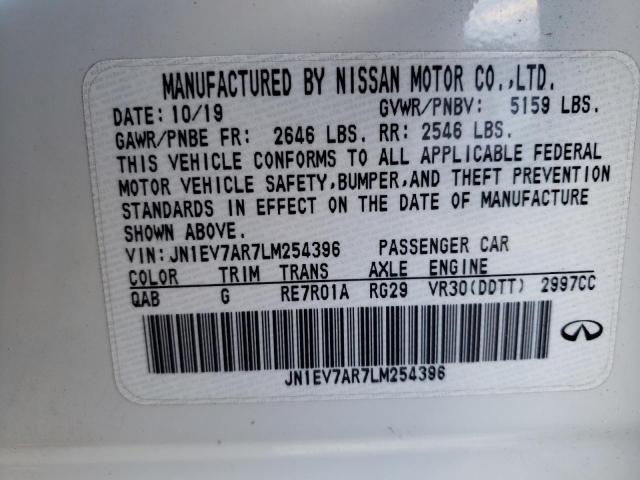 MANUFACTURED BY NISSAN MOTOR CO.,LTD.
DATE: 10/19 GVWR/PNBV: 5159 LBS.
GAWR/PNBE FR: 2646 LBS. RR: 2546 LBS.
THIS VEHICLE CONFORMS TO ALL APPLICABLE FEDERAL
MOTOR VEHICLE SAFETY,BUMPER,AND THEFT PREVENTION
STANDARDS IN EFFECT ON THE DATE OF MANUFACTURE
SHOWN ABOVE.
VIN:JN1EV7AR7LM254396 PASSENGER CAR
COLOR TRIM TRANS AXLE ENGINE
QAB G RE7R01A RG29 VR30(DDTT) 2997CC
JN1EV7AR7LM254396